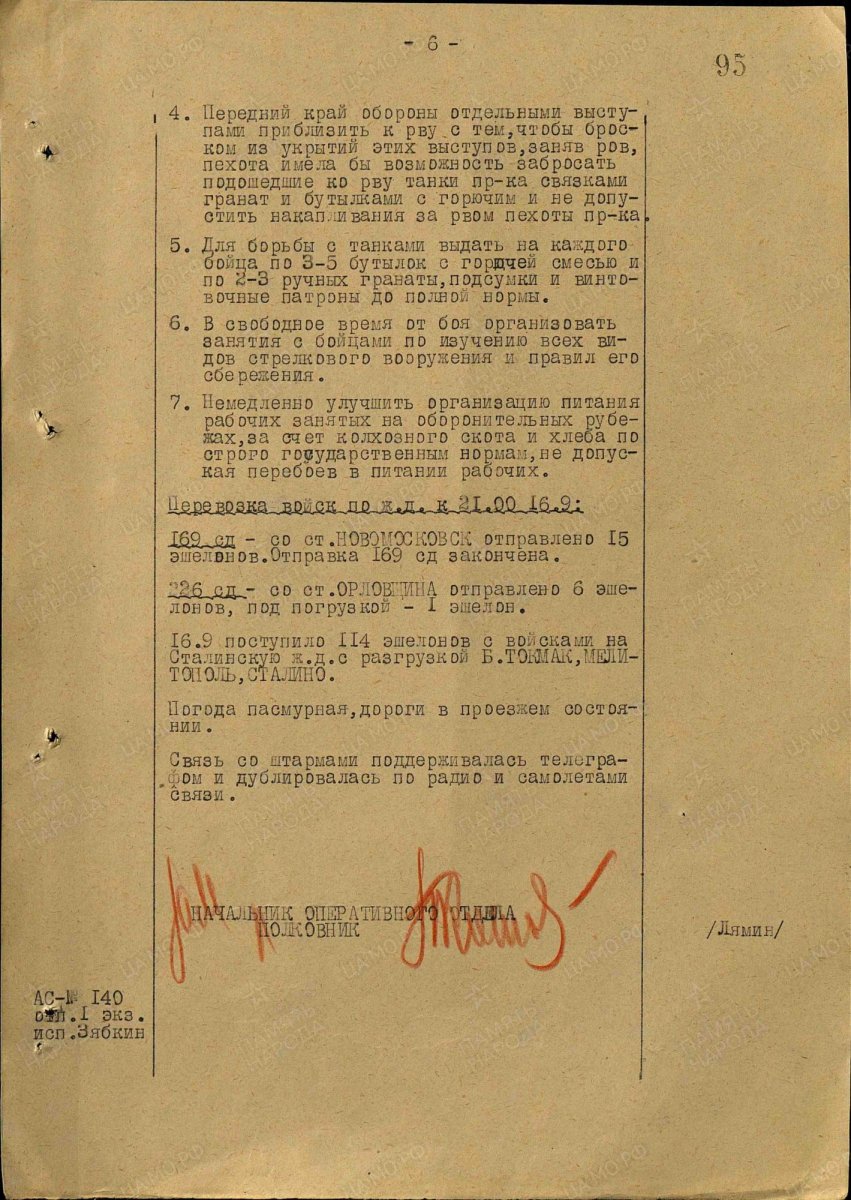 - 6 -
95
4. Передний край обороны отдельными высту-
пами приблизить к рву с тем,чтобы брос-
ком из укрытий этих выступов,заняв ров,
пехота имела бы возможность забросать
подошедшие ко рву танки пр-ка связками
гранат и бутылками с горючим и не допу-
стить накапливания за рвом пехоты пр-ка.
5. Для борьбы с танками выдать на каждого
бойца по 3-5 бутылок с горючей смесью и
по 2-3 ручных гранаты,подсумки и винто-
вочные патроны до полной нормы.
6. В свободное время от боя организовать
занятия с бойцами по изучению всех ви-
дов стрелкового вооружения и правил его
сбережения.
7. Немедленно улучшить организацию питания
рабочих занятых на оборонительных рубе-
жах,за счет колхозного скота и хлеба по
строго государственным нормам,не допус-
кая перебоев в питании рабочих.
Перевозка войск по ж.д. к 21.00 16.9:
169 сд - со ст.НОВОМОСКОВСК отправлено 15
эшелонов.Отправка 169 сд закончена.
226 сд - со ст.ОРЛОВЩИНА отправлено 6 эше-
лонов, под погрузкой - 1 эшелон.
16.9 поступило 114 эшелонов с войсками на
Сталинскую ж.д.с разгрузкой Б.ТОКМАК,МЕЛИ-
ТОПОЛЬ,СТАЛИНО.
Погода пасмурная,дороги в проезжем состоя-
нии.
Связь со штармами поддерживалась телегра-
фом и дублировалась по радио и самолетами
связи.
НАЧАЛЬНИК ОПЕРАТИВНОГО ОТДЕЛА
ПОЛКОВНИК
/Лямин/
АС-№ 140
отп.1 экз.
исп.Зябкин